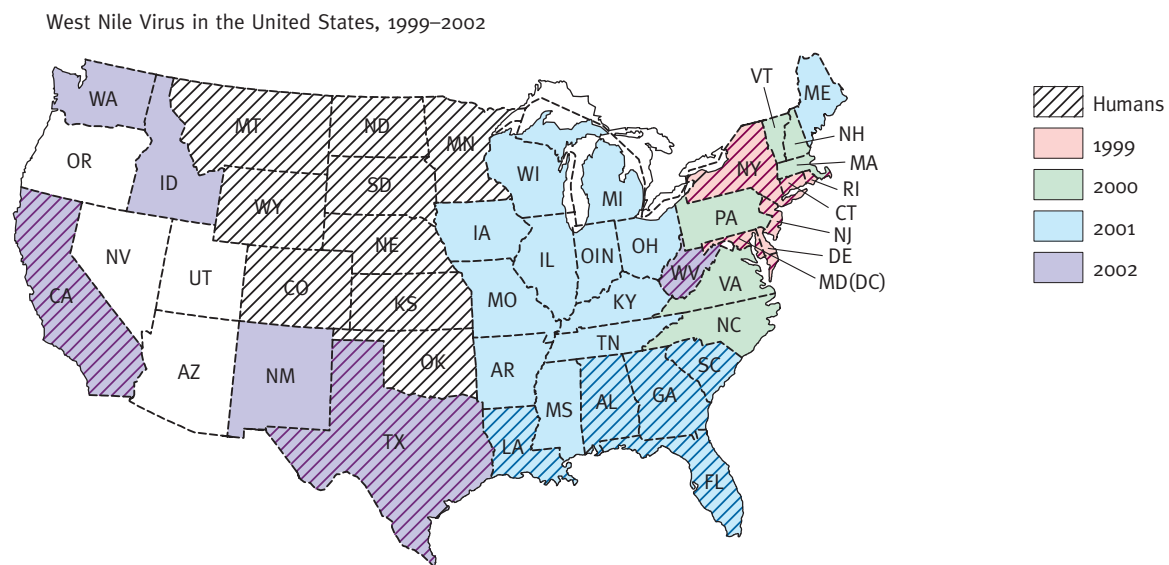 West Nile Virus in the United States, 1999–2002
WA
MT
ND
MN
VT
ME
NH
MA
RI
CT
NJ
DE
MD(DC)
OR
ID
WY
SD
WI
MI
NY
NV
UT
CO
NE
IA
IL
OIN
OH
PA
WV
VA
CA
KS
MO
KY
NC
AZ
NM
OK
AR
TN
SC
TX
LA
MS
AL
GA
FL
Humans
1999
2000
2001
2002